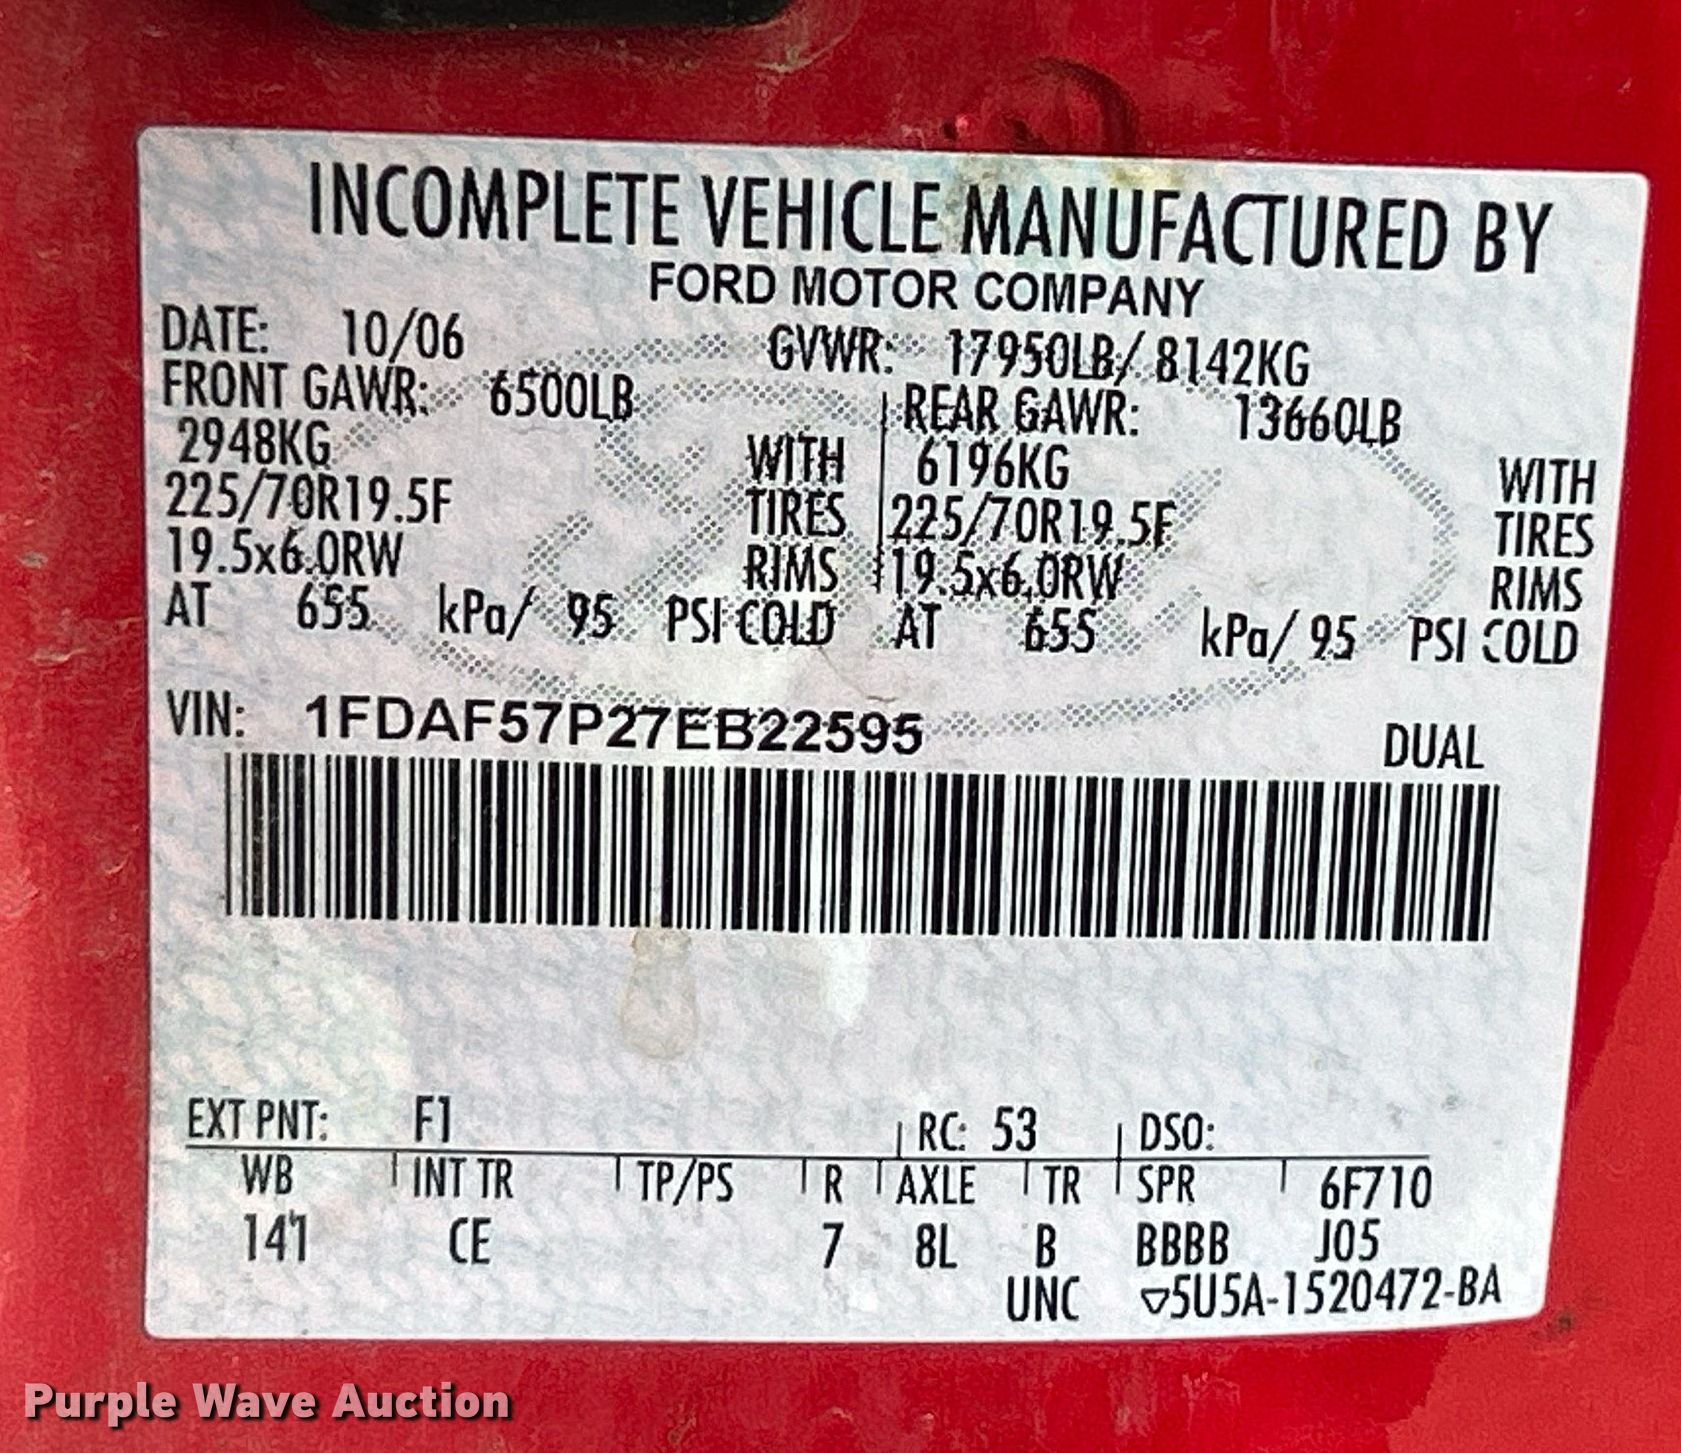 INCOMPLETE VEHICLE MANUFACTURED BY
FORD MOTOR COMPANY
DATE: 10/06 GVWR: 17950LB/ 8142KG
FRONT GAWR: 6500LB REAR GAWR: 13660LB
2948KG WITH 6196KG WITH
225/70R19.5F TIRES 225/70R19.5F TIRES
19.5x6.0RW RIMS 19.5x6.0RW RIMS
AT 655 kPa/ 95 PSI COLD AT 655 kPa/ 95 PSI COLD
VIN: 1FDAF57P27EB22595 DUAL
EXT PNT: F1 RC: 53 DSO:
WB INT TR TP/PS R AXLE TR SPR 6F710
141 CE 7 8L B BBBB J05
UNC ▽5U5A-1520472-BA
Purple Wave Auction